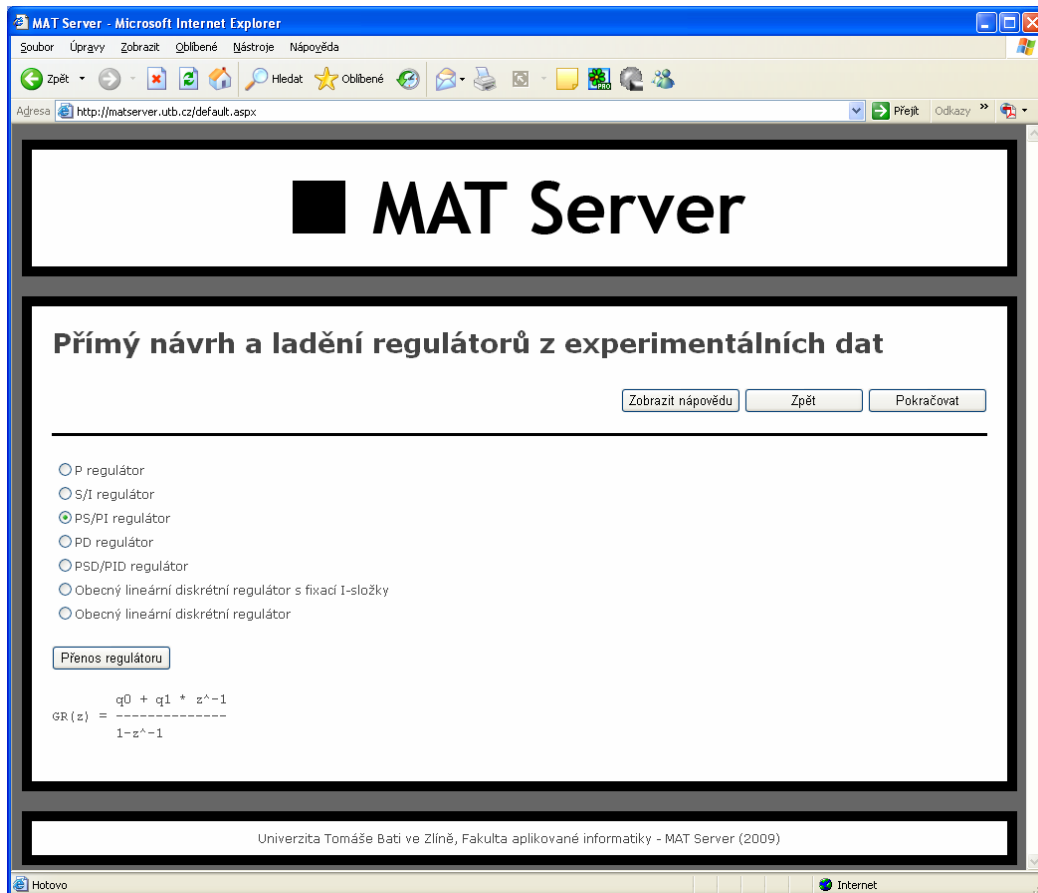 MAT Server - Microsoft Internet Explorer
Soubor Úpravy Zobrazit Oblíbené Nástroje Nápověda
Zpět Hledat Oblíbené
Adresa http://matserver.utb.cz/default.aspx Přejít Odkazy »
MAT Server
Přímý návrh a ladění regulátorů z experimentálních dat
Zobrazit nápovědu Zpět Pokračovat
P regulátor
S/I regulátor
PS/PI regulátor
PD regulátor
PSD/PID regulátor
Obecný lineární diskrétní regulátor s fixací I-složky
Obecný lineární diskrétní regulátor
Přenos regulátoru
q0 + q1 * z^-1
GR(z) = --------------
1-z^-1
Univerzita Tomáše Bati ve Zlíně, Fakulta aplikované informatiky - MAT Server (2009)
Hotovo Internet